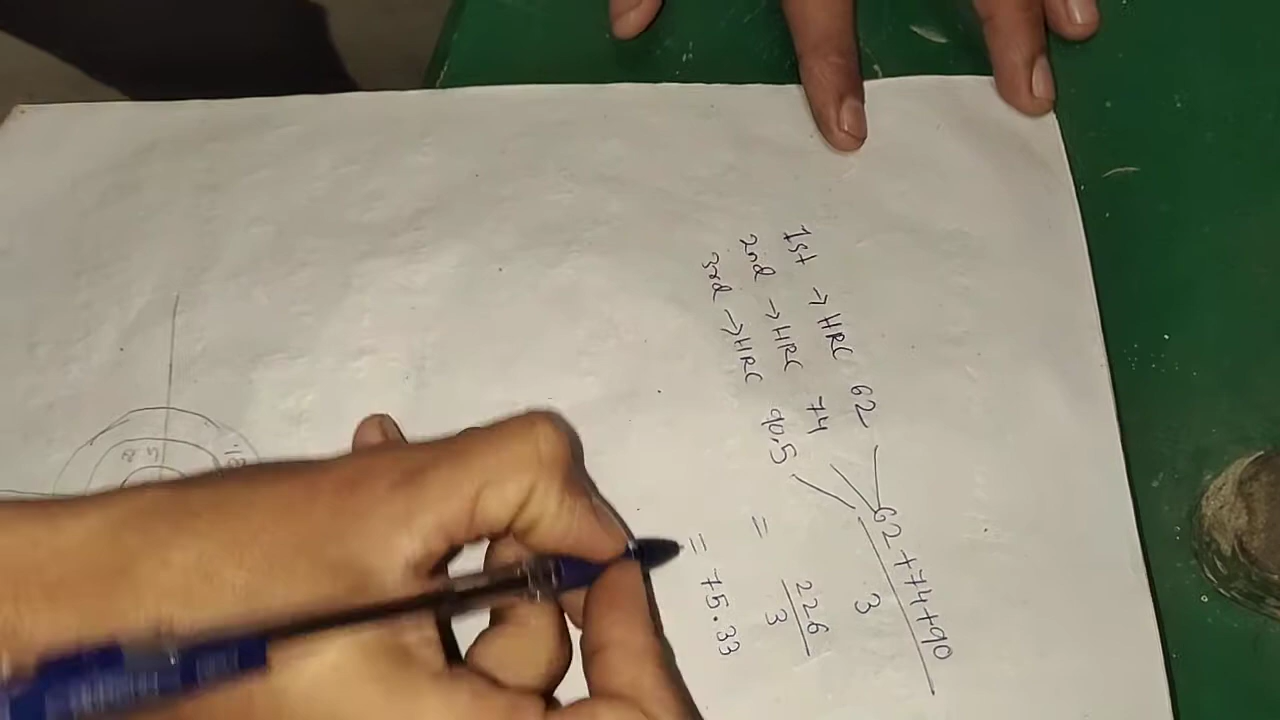 1st → HRC 62
2nd → HRC 74
3rd → HRC 90.5
62+74+90
3
= 226
3
= 75.33